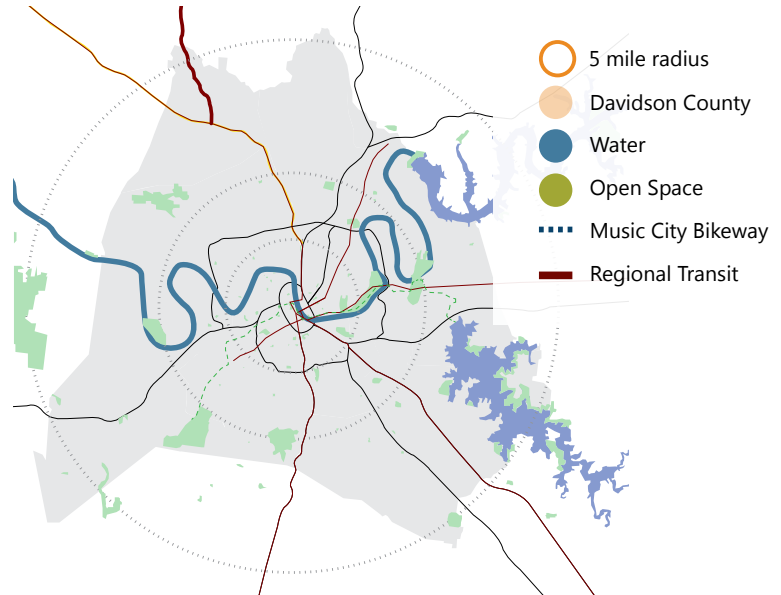 5 mile radius
Davidson County
Water
Open Space
Music City Bikeway
Regional Transit